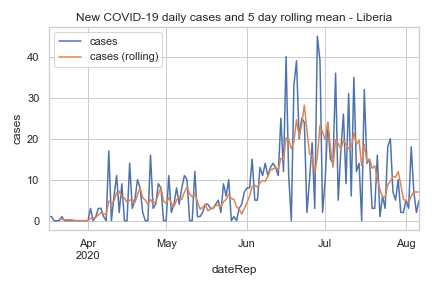 New COVID-19 daily cases and 5 day rolling mean - Liberia
cases
cases (rolling)
cases
40
30
20
10
0
Apr
2020
May
Jun
Jul
Aug
dateRep